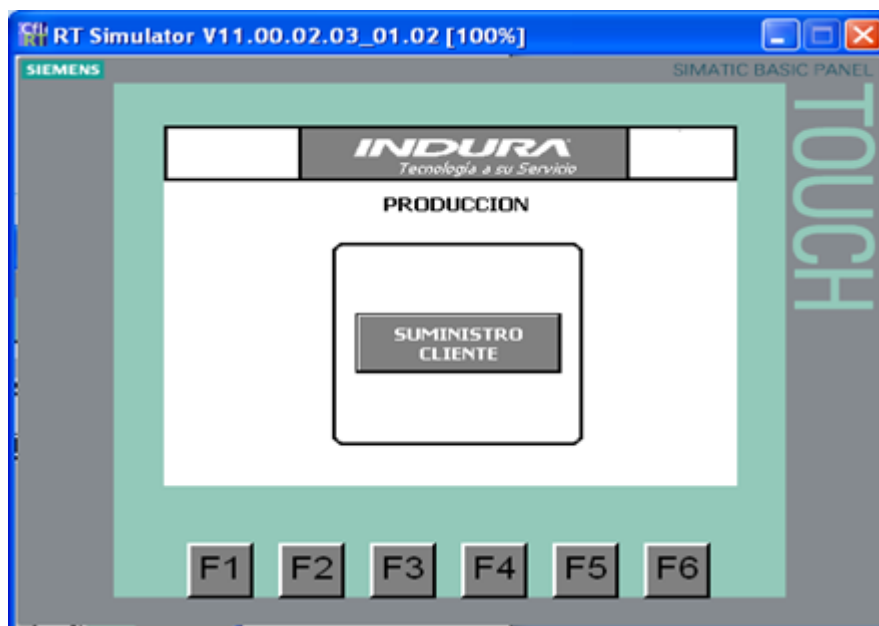 RT Simulator V11.00.02.03_01.02 [100%]
SIEMENS
SIMATIC BASIC PANEL
TOUCH
INDURA
Tecnología a su Servicio
PRODUCCION
SUMINISTRO
CLIENTE
F1 F2 F3 F4 F5 F6